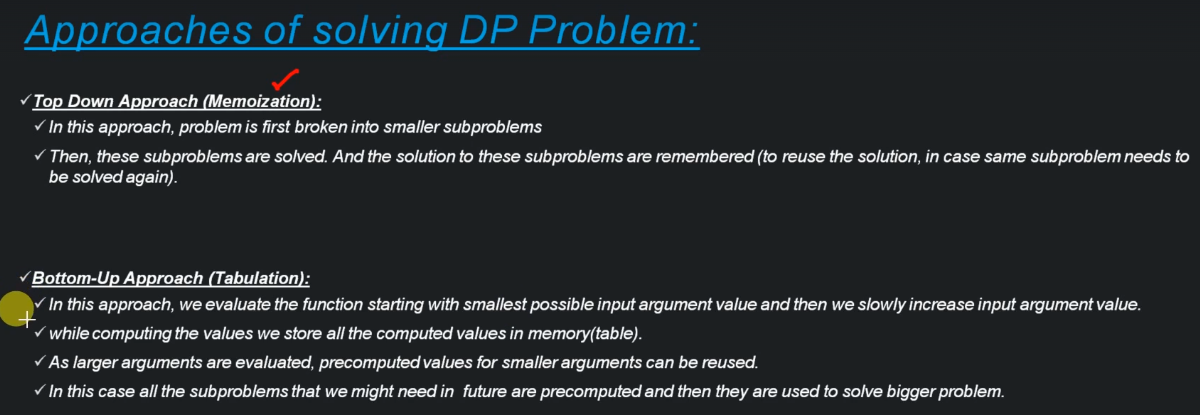 Approaches of solving DP Problem:
Top Down Approach (Memoization):
In this approach, problem is first broken into smaller subproblems
Then, these subproblems are solved. And the solution to these subproblems are remembered (to reuse the solution, in case same subproblem needs to
be solved again).
Bottom-Up Approach (Tabulation):
In this approach, we evaluate the function starting with smallest possible input argument value and then we slowly increase input argument value.
while computing the values we store all the computed values in memory(table).
As larger arguments are evaluated, precomputed values for smaller arguments can be reused.
In this case all the subproblems that we might need in future are precomputed and then they are used to solve bigger problem.